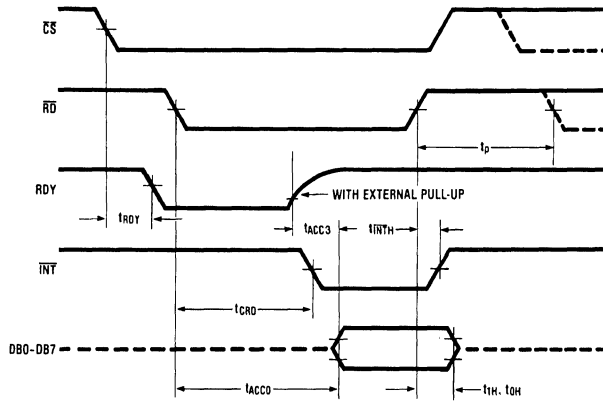 CS
RD
tp
RDY
WITH EXTERNAL PULL-UP
tRDY
tACC3
tINTH
INT
tCRD
DB0-DB7
tACC0
t1H, t0H